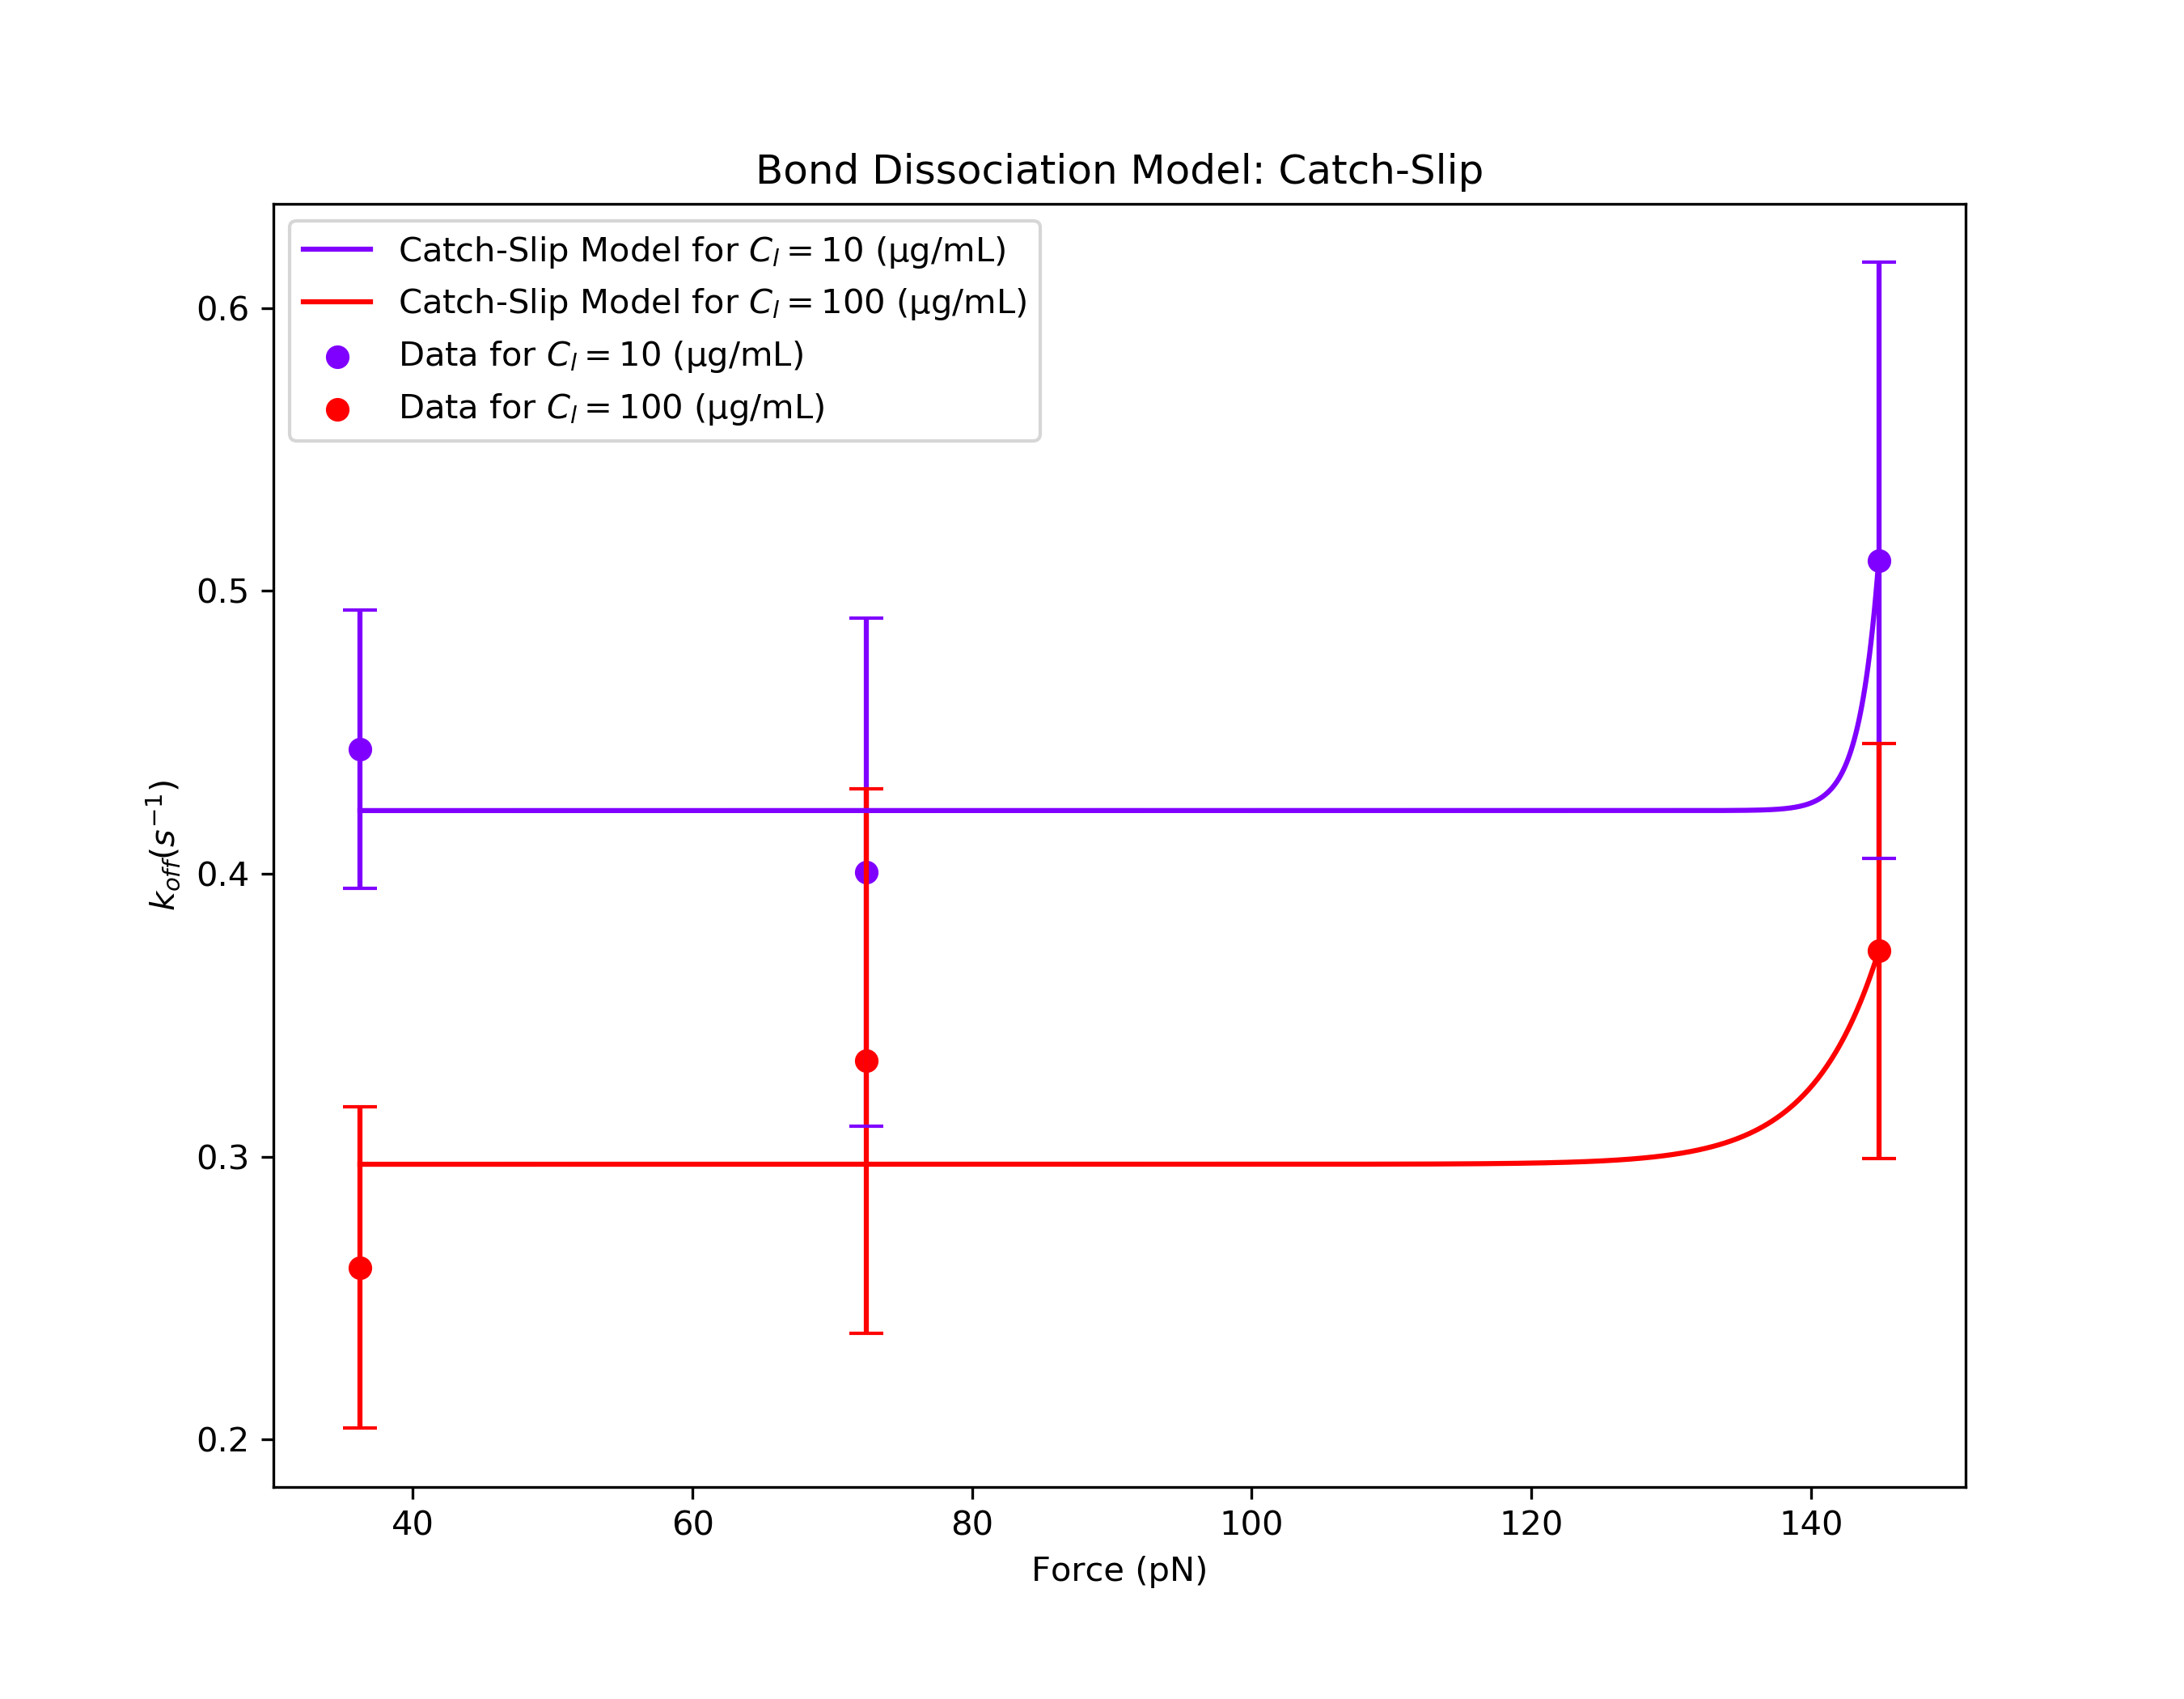 Bond Dissociation Model: Catch-Slip
Catch-Slip Model for C_l = 10 (µg/mL)
Catch-Slip Model for C_l = 100 (µg/mL)
Data for C_l = 10 (µg/mL)
Data for C_l = 100 (µg/mL)
0.6
0.5
0.4
0.3
0.2
k_off(s⁻¹)
40 60 80 100 120 140
Force (pN)